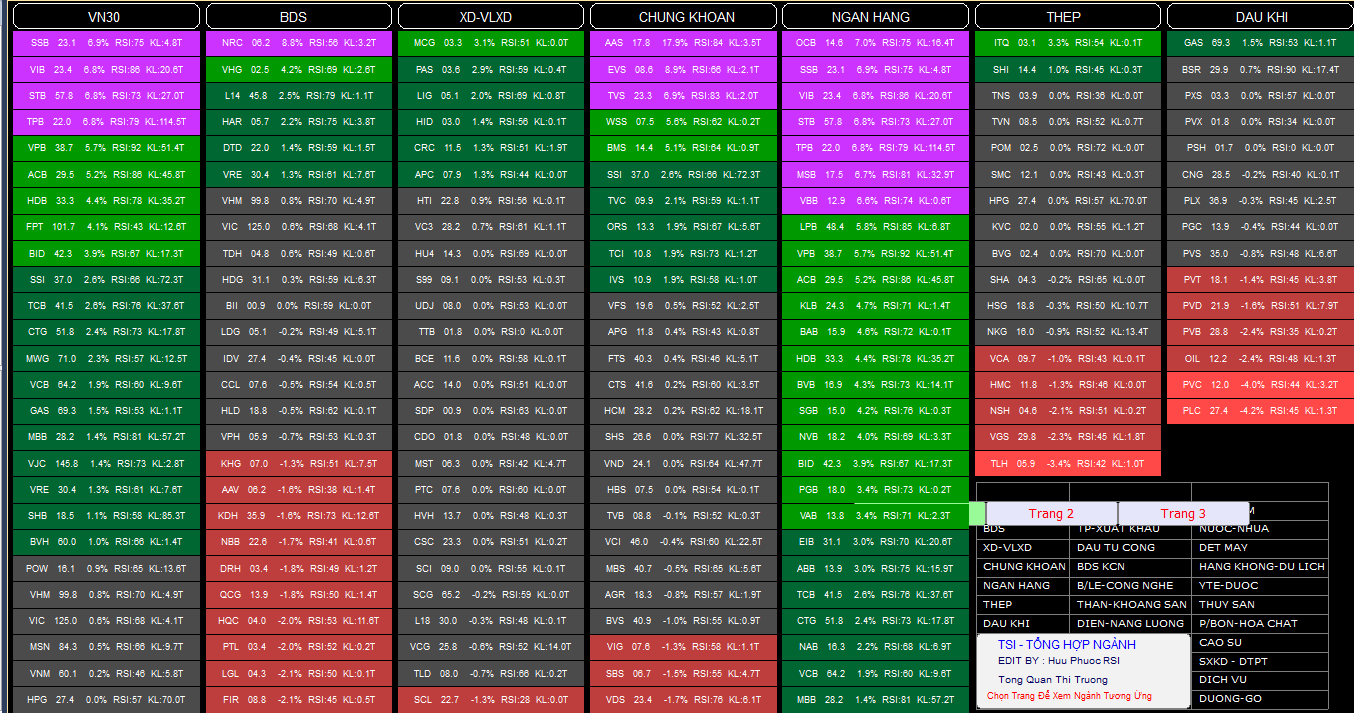 VN30 BDS XD-VLXD CHUNG KHOAN NGAN HANG THEP DAU KHI
SSB 23.1 6.9% RSI:75 KL:4.8T NRC 06.2 8.8% RSI:56 KL:3.2T MCG 03.3 3.1% RSI:51 KL:0.0T AAS 17.8 17.9% RSI:84 KL:3.5T OCB 14.6 7.0% RSI:75 KL:16.4T ITQ 03.1 3.3% RSI:54 KL:0.1T GAS 69.3 1.5% RSI:53 KL:1.1T
VIB 23.4 6.8% RSI:86 KL:20.6T VHG 02.5 4.2% RSI:69 KL:2.6T PAS 03.6 2.9% RSI:59 KL:0.4T EVS 08.6 8.9% RSI:66 KL:2.1T SSB 23.1 6.9% RSI:75 KL:4.8T SHI 14.4 1.0% RSI:45 KL:0.3T BSR 29.9 0.7% RSI:90 KL:17.4T
STB 57.8 6.8% RSI:73 KL:27.0T L14 45.8 2.5% RSI:79 KL:1.1T LIG 05.1 2.0% RSI:69 KL:0.8T TVS 23.3 6.9% RSI:83 KL:2.0T VIB 23.4 6.8% RSI:86 KL:20.6T TNS 03.9 0.0% RSI:36 KL:0.0T PXS 03.3 0.0% RSI:57 KL:0.0T
TPB 22.0 6.8% RSI:79 KL:114.5T HAR 05.7 2.2% RSI:75 KL:3.8T HID 03.0 1.4% RSI:56 KL:0.1T WSS 07.5 5.6% RSI:62 KL:0.2T STB 57.8 6.8% RSI:73 KL:27.0T TVN 08.5 0.0% RSI:52 KL:0.7T PVX 01.8 0.0% RSI:34 KL:0.0T
VPB 38.7 5.7% RSI:92 KL:51.4T DTD 22.0 1.4% RSI:59 KL:1.5T CRC 11.5 1.3% RSI:51 KL:1.9T BMS 14.4 5.1% RSI:64 KL:0.9T TPB 22.0 6.8% RSI:79 KL:114.5T POM 02.5 0.0% RSI:72 KL:0.0T PSH 01.7 0.0% RSI:0 KL:0.0T
ACB 29.5 5.2% RSI:86 KL:45.8T VRE 30.4 1.3% RSI:61 KL:7.6T APC 07.9 1.3% RSI:44 KL:0.0T SSI 37.0 2.6% RSI:66 KL:72.3T MSB 17.5 6.7% RSI:81 KL:32.9T SMC 12.1 0.0% RSI:43 KL:0.3T CNG 28.5 -0.2% RSI:40 KL:0.1T
HDB 33.3 4.4% RSI:78 KL:35.2T VHM 99.8 0.8% RSI:70 KL:4.9T HTI 22.8 0.9% RSI:56 KL:0.1T TVC 09.9 2.1% RSI:59 KL:1.1T VBB 12.9 6.6% RSI:74 KL:0.6T HPG 27.4 0.0% RSI:57 KL:70.0T PLX 36.9 -0.3% RSI:45 KL:2.5T
FPT 101.7 4.1% RSI:43 KL:12.6T VIC 125.0 0.6% RSI:68 KL:4.1T VC3 28.2 0.7% RSI:61 KL:1.1T ORS 13.3 1.9% RSI:67 KL:5.6T LPB 48.4 5.8% RSI:85 KL:6.8T KVC 02.0 0.0% RSI:55 KL:1.2T PGC 13.9 -0.4% RSI:44 KL:0.0T
BID 42.3 3.9% RSI:67 KL:17.3T TDH 04.8 0.6% RSI:49 KL:0.6T HU4 14.3 0.0% RSI:69 KL:0.0T TCI 10.8 1.9% RSI:73 KL:1.2T VPB 38.7 5.7% RSI:92 KL:51.4T BVG 02.4 0.0% RSI:70 KL:0.0T PVS 35.0 -0.8% RSI:48 KL:6.6T
SSI 37.0 2.6% RSI:66 KL:72.3T HDG 31.1 0.3% RSI:59 KL:6.3T S99 09.1 0.0% RSI:53 KL:0.3T IVS 10.9 1.9% RSI:58 KL:1.0T ACB 29.5 5.2% RSI:86 KL:45.8T SHA 04.3 -0.2% RSI:65 KL:0.0T PVT 18.1 -1.4% RSI:45 KL:3.8T
TCB 41.5 2.6% RSI:76 KL:37.6T BII 00.9 0.0% RSI:59 KL:0.0T UDJ 08.0 0.0% RSI:53 KL:0.0T VFS 19.6 0.5% RSI:52 KL:2.5T KLB 24.3 4.7% RSI:71 KL:1.4T HSG 18.8 -0.3% RSI:50 KL:10.7T PVD 21.9 -1.6% RSI:51 KL:7.9T
CTG 51.8 2.4% RSI:73 KL:17.8T LDG 05.1 -0.2% RSI:49 KL:5.1T TTB 01.8 0.0% RSI:0 KL:0.0T APG 11.8 0.4% RSI:43 KL:0.8T BAB 15.9 4.6% RSI:72 KL:0.1T NKG 16.0 -0.9% RSI:52 KL:13.4T PVB 28.8 -2.4% RSI:35 KL:0.2T
MWG 71.0 2.3% RSI:57 KL:12.5T IDV 27.4 -0.4% RSI:45 KL:0.0T BCE 11.6 0.0% RSI:58 KL:0.1T FTS 40.3 0.4% RSI:46 KL:5.1T HDB 33.3 4.4% RSI:78 KL:35.2T VCA 09.7 -1.0% RSI:43 KL:0.1T OIL 12.2 -2.4% RSI:48 KL:1.3T
VCB 64.2 1.9% RSI:60 KL:9.6T CCL 07.6 -0.5% RSI:54 KL:0.5T ACC 14.0 0.0% RSI:51 KL:0.0T CTS 41.6 0.2% RSI:60 KL:3.5T BVB 16.9 4.3% RSI:73 KL:14.1T HMC 11.8 -1.3% RSI:46 KL:0.0T PVC 12.0 -4.0% RSI:44 KL:3.2T
GAS 69.3 1.5% RSI:53 KL:1.1T HLD 18.8 -0.5% RSI:62 KL:0.1T SDP 00.9 0.0% RSI:63 KL:0.0T HCM 28.2 0.2% RSI:62 KL:18.1T SGB 15.0 4.2% RSI:76 KL:0.3T NSH 04.6 -2.1% RSI:51 KL:0.2T PLC 27.4 -4.2% RSI:45 KL:1.3T
MBB 28.2 1.4% RSI:81 KL:57.2T VPH 05.9 -0.7% RSI:53 KL:0.3T CDO 01.8 0.0% RSI:48 KL:0.0T SHS 26.6 0.0% RSI:77 KL:32.5T NVB 18.2 4.0% RSI:69 KL:3.3T VGS 29.8 -2.3% RSI:45 KL:1.8T
VJC 145.8 1.4% RSI:73 KL:2.8T KHG 07.0 -1.3% RSI:51 KL:7.5T MST 06.3 0.0% RSI:42 KL:4.7T VND 24.1 0.0% RSI:64 KL:47.7T BID 42.3 3.9% RSI:67 KL:17.3T TLH 05.9 -3.4% RSI:42 KL:1.0T
VRE 30.4 1.3% RSI:61 KL:7.6T AAV 06.2 -1.6% RSI:38 KL:1.4T PTC 07.6 0.0% RSI:60 KL:0.0T HBS 07.5 0.0% RSI:54 KL:0.1T PGB 18.0 3.4% RSI:73 KL:0.2T
SHB 18.5 1.1% RSI:58 KL:85.3T KDH 35.9 -1.6% RSI:73 KL:12.6T HVH 13.7 0.0% RSI:48 KL:0.3T TVB 08.8 -0.1% RSI:52 KL:0.3T VAB 13.8 3.4% RSI:71 KL:2.3T Trang 2 Trang 3 M
BVH 60.0 1.0% RSI:66 KL:1.4T NBB 22.6 -1.7% RSI:41 KL:0.6T CSC 23.3 0.0% RSI:51 KL:0.2T VCI 46.0 -0.4% RSI:60 KL:22.5T EIB 31.1 3.0% RSI:70 KL:20.6T BDS TP-XUAT KHAU NUOC-NHUA
XD-VLXD DAU TU CONG DET MAY
POW 16.1 0.9% RSI:65 KL:13.6T DRH 03.4 -1.8% RSI:49 KL:1.2T SCI 09.0 0.0% RSI:55 KL:0.1T MBS 40.7 -0.5% RSI:65 KL:5.6T ABB 13.9 3.0% RSI:75 KL:15.9T CHUNG KHOAN BDS KCN HANG KHONG-DU LICH
VHM 99.8 0.8% RSI:70 KL:4.9T QCG 13.9 -1.8% RSI:50 KL:1.4T SCG 65.2 -0.2% RSI:59 KL:0.0T AGR 18.3 -0.8% RSI:57 KL:1.9T TCB 41.5 2.6% RSI:76 KL:37.6T NGAN HANG B/LE-CONG NGHE YTE-DUOC
THEP THAN-KHOANG SAN THUY SAN
VIC 125.0 0.6% RSI:68 KL:4.1T HQC 04.0 -2.0% RSI:53 KL:11.6T L18 30.0 -0.3% RSI:48 KL:0.1T BVS 40.9 -1.0% RSI:55 KL:0.9T CTG 51.8 2.4% RSI:73 KL:17.8T DAU KHI DIEN-NANG LUONG P/BON-HOA CHAT
MSN 84.3 0.5% RSI:66 KL:9.7T PTL 03.4 -2.0% RSI:52 KL:0.2T VCG 25.8 -0.6% RSI:52 KL:14.0T VIG 07.6 -1.3% RSI:58 KL:1.1T NAB 16.3 2.2% RSI:68 KL:6.9T TSI - TỔNG HỢP NGÀNH CAO SU
EDIT BY : Huu Phuoc RSI SXKD - DTPT
VNM 60.1 0.2% RSI:46 KL:5.8T LGL 04.3 -2.1% RSI:50 KL:0.1T TLD 08.0 -0.7% RSI:66 KL:0.2T SBS 06.7 -1.5% RSI:55 KL:4.7T VCB 64.2 1.9% RSI:60 KL:9.6T Tong Quan Thi Truong DICH VU
HPG 27.4 0.0% RSI:57 KL:70.0T FIR 08.8 -2.1% RSI:45 KL:0.5T SCL 22.7 -1.3% RSI:28 KL:0.0T VDS 23.4 -1.7% RSI:76 KL:6.1T MBB 28.2 1.4% RSI:81 KL:57.2T Chọn Trang Để Xem Ngành Tương Ứng DUONG-GO